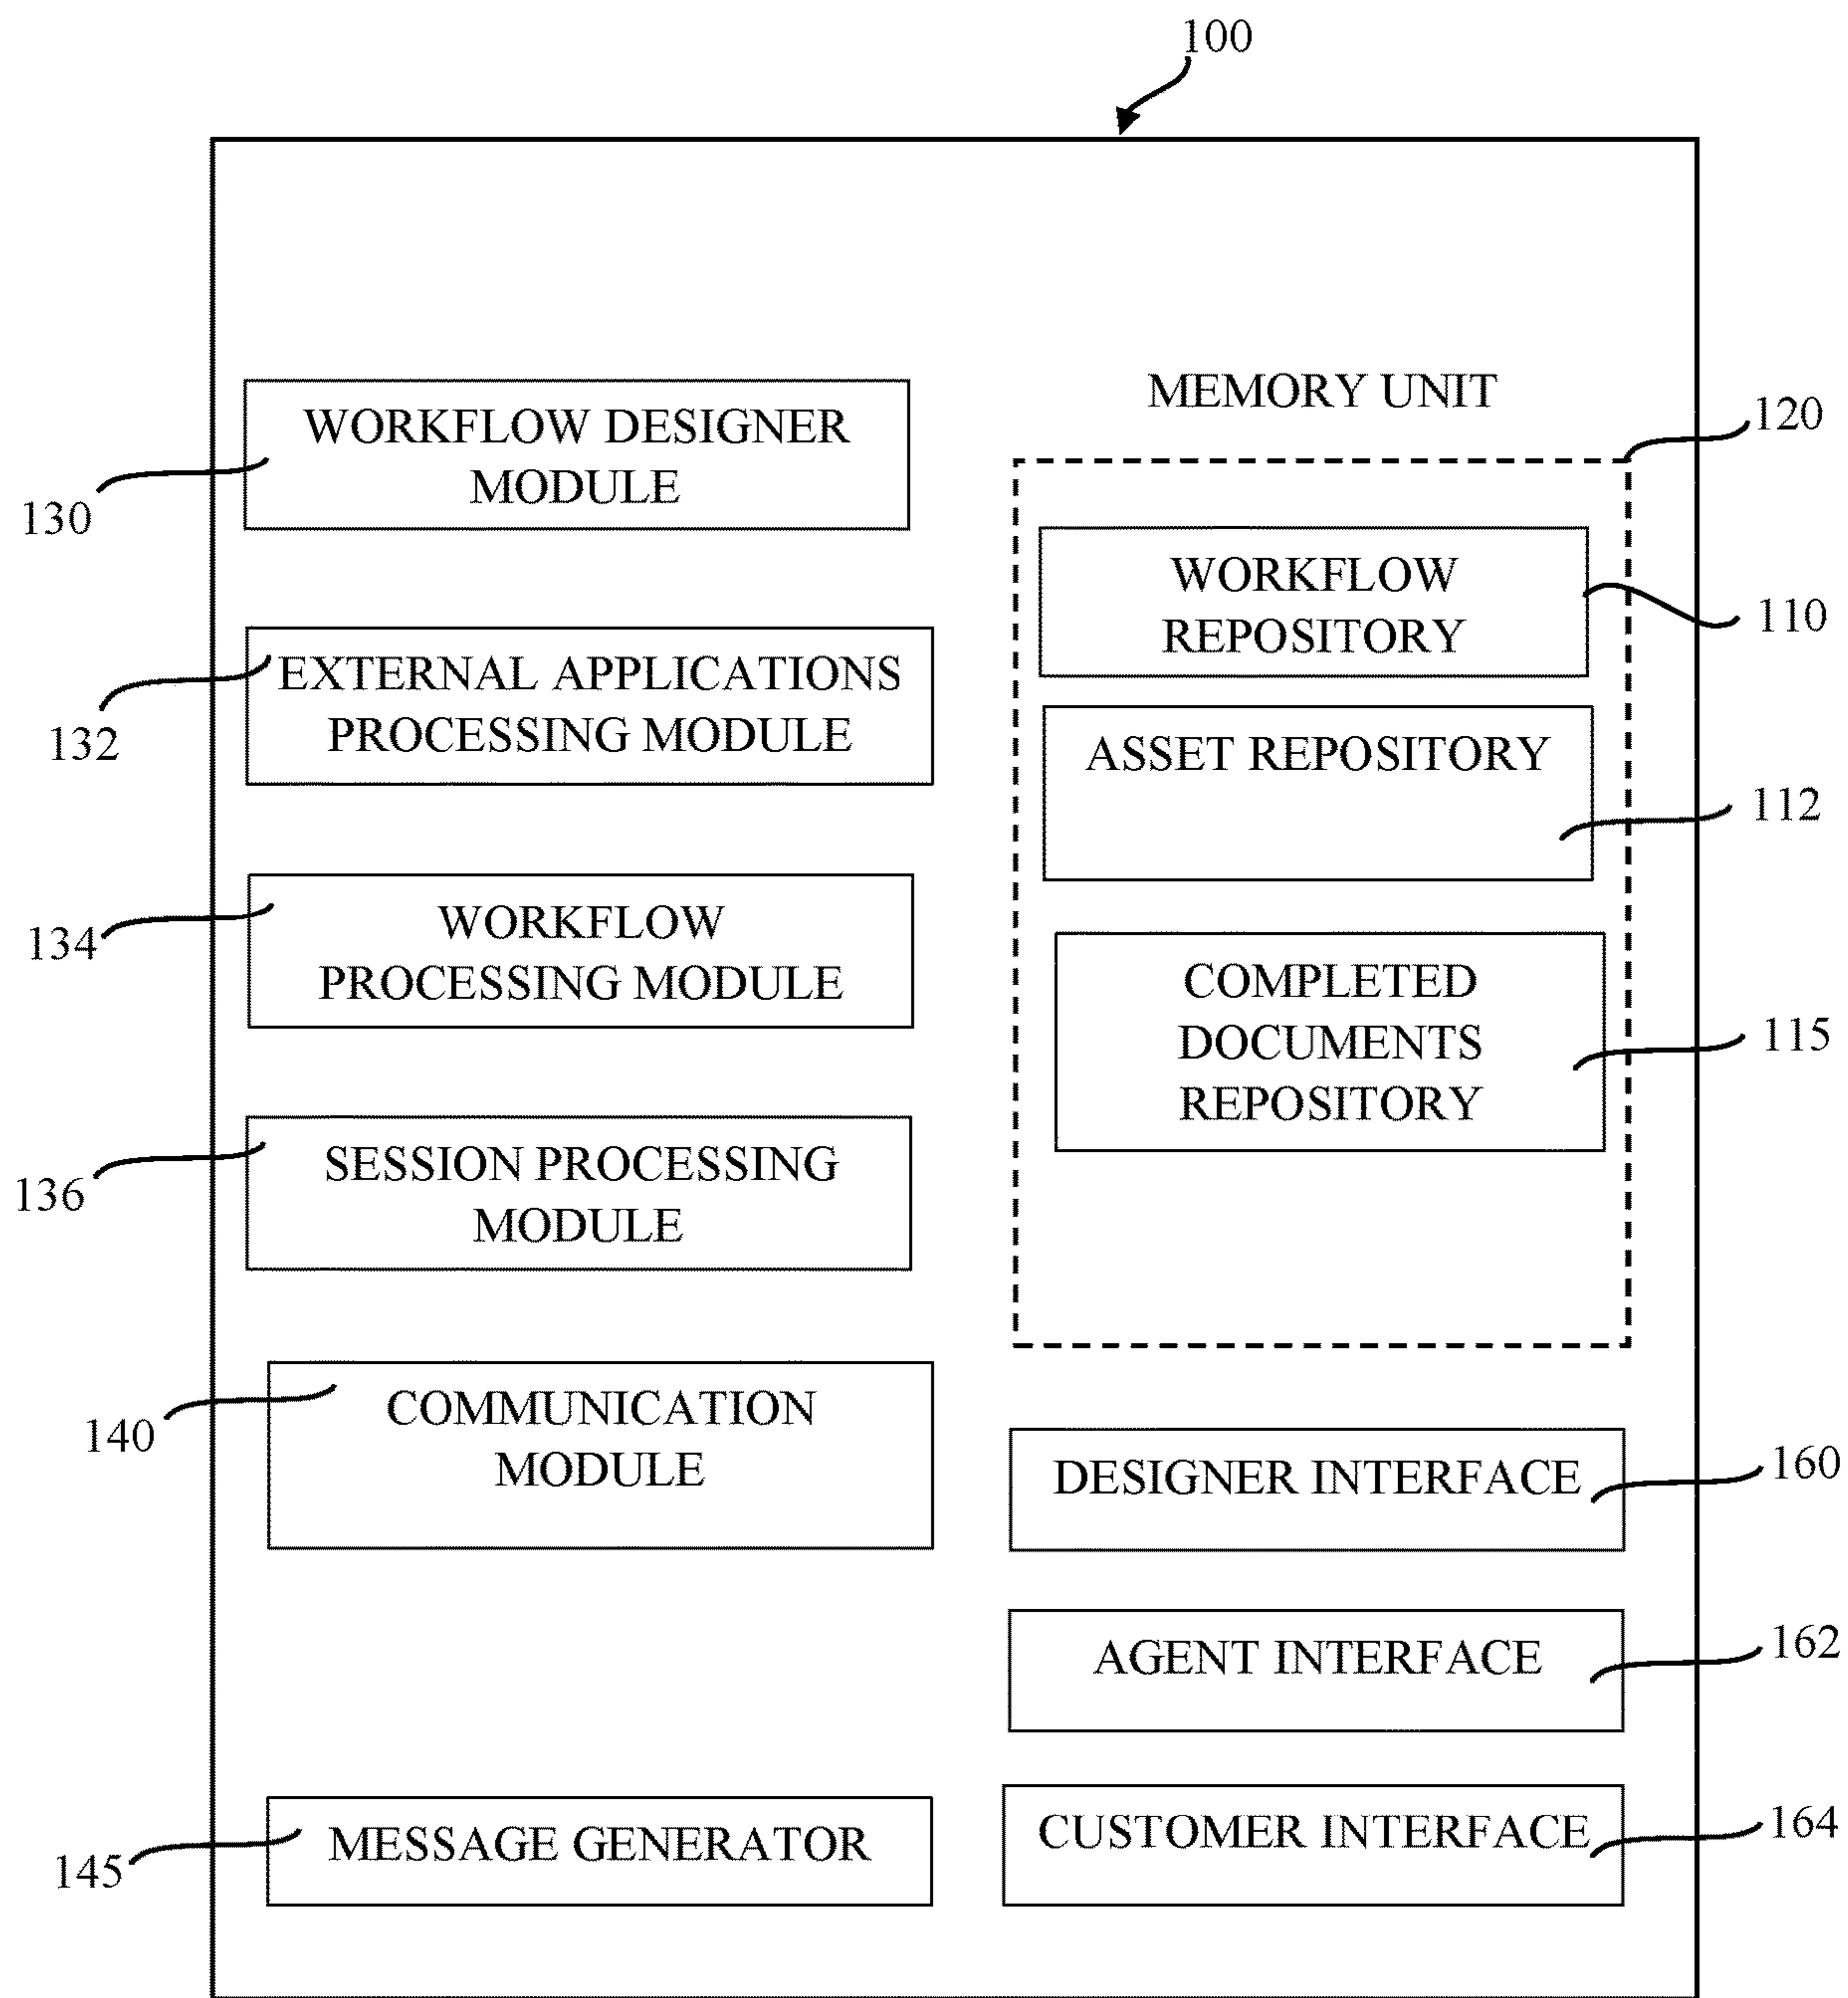 100
WORKFLOW DESIGNER
MODULE
130
EXTERNAL APPLICATIONS
PROCESSING MODULE
132
WORKFLOW
PROCESSING MODULE
134
SESSION PROCESSING
MODULE
136
COMMUNICATION
MODULE
140
MESSAGE GENERATOR
145
MEMORY UNIT
120
WORKFLOW
REPOSITORY
110
ASSET REPOSITORY
112
COMPLETED
DOCUMENTS
REPOSITORY
115
DESIGNER INTERFACE
160
AGENT INTERFACE
162
CUSTOMER INTERFACE
164